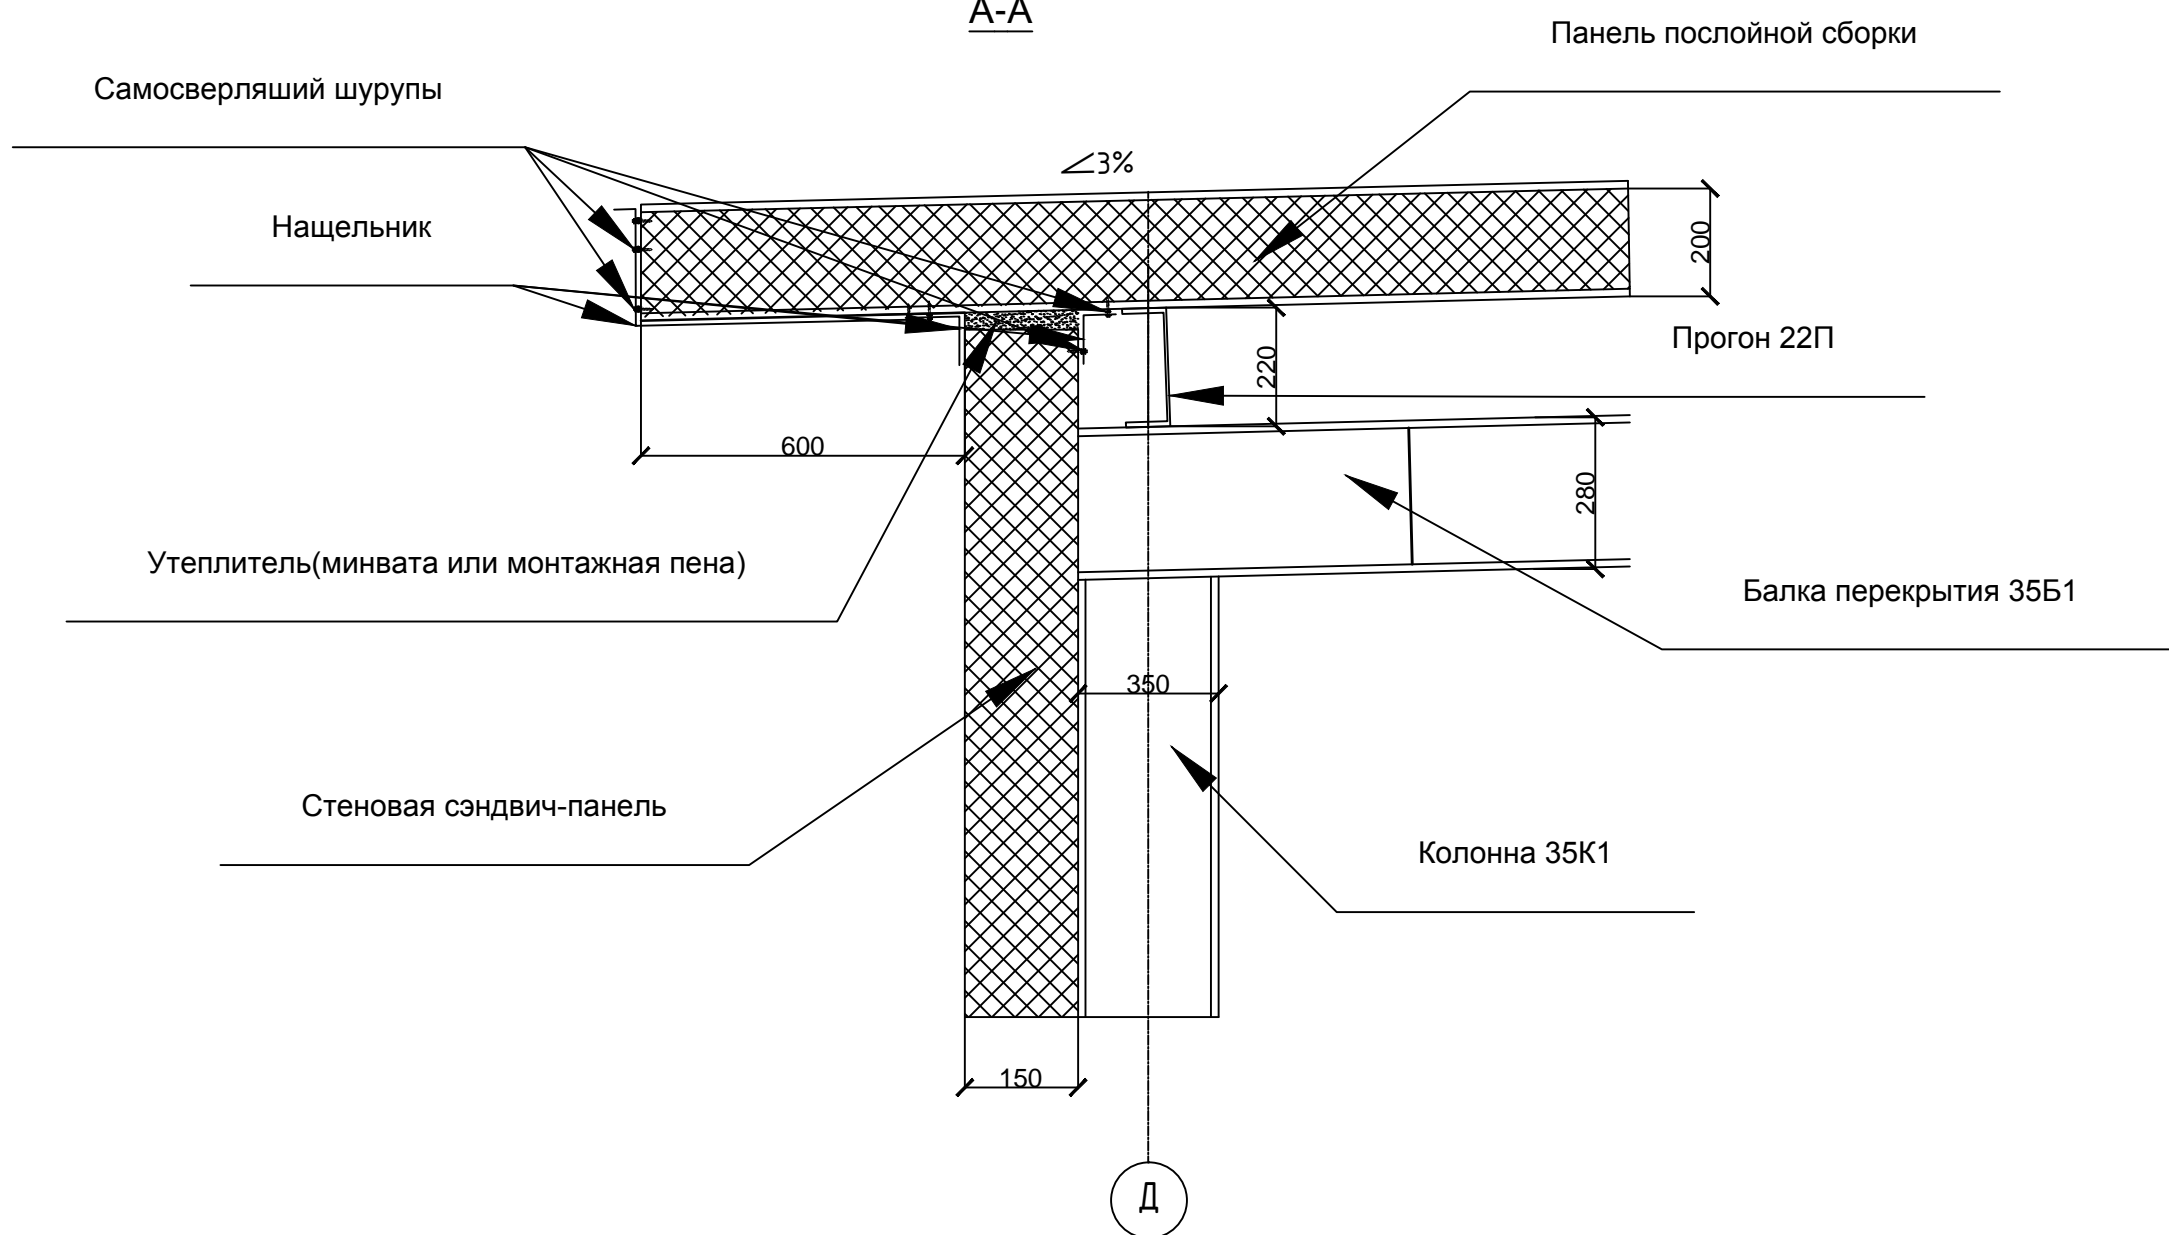 А-А
Панель послойной сборки
Самосверляший шурупы
3%
Нащельник
200
Прогон 22П
220
600
280
Утеплитель(минвата или монтажная пена)
Балка перекрытия 35Б1
350
Стеновая сэндвич-панель
Колонна 35К1
150
Д